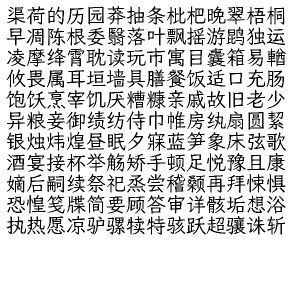 渠荷的历园莽抽条枇杷晚翠梧桐
早凋陈根委翳落叶飘摇游鹍独运
凌摩绛霄耽读玩市寓目囊箱易輶
攸畏属耳垣墙具膳餐饭适口充肠
饱饫烹宰饥厌糟糠亲戚故旧老少
异粮妾御绩纺侍巾帷房纨扇圆絜
银烛炜煌昼眠夕寐蓝笋象床弦歌
酒宴接杯举觞矫手顿足悦豫且康
嫡后嗣续祭祀烝尝稽颡再拜悚惧
恐惶笺牒简要顾答审详骸垢想浴
执热愿凉驴骡犊特骇跃超骧诛斩